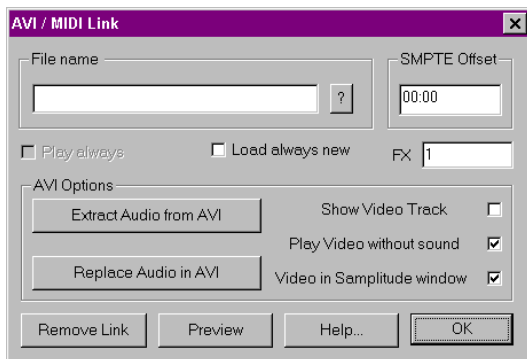 AVI / MIDI Link
File name
SMPTE Offset
?
00:00
Play always
Load always new
FX 1
AVI Options
Extract Audio from AVI
Show Video Track
Play Video without sound
Replace Audio in AVI
Video in Samplitude window
Remove Link
Preview
Help...
OK